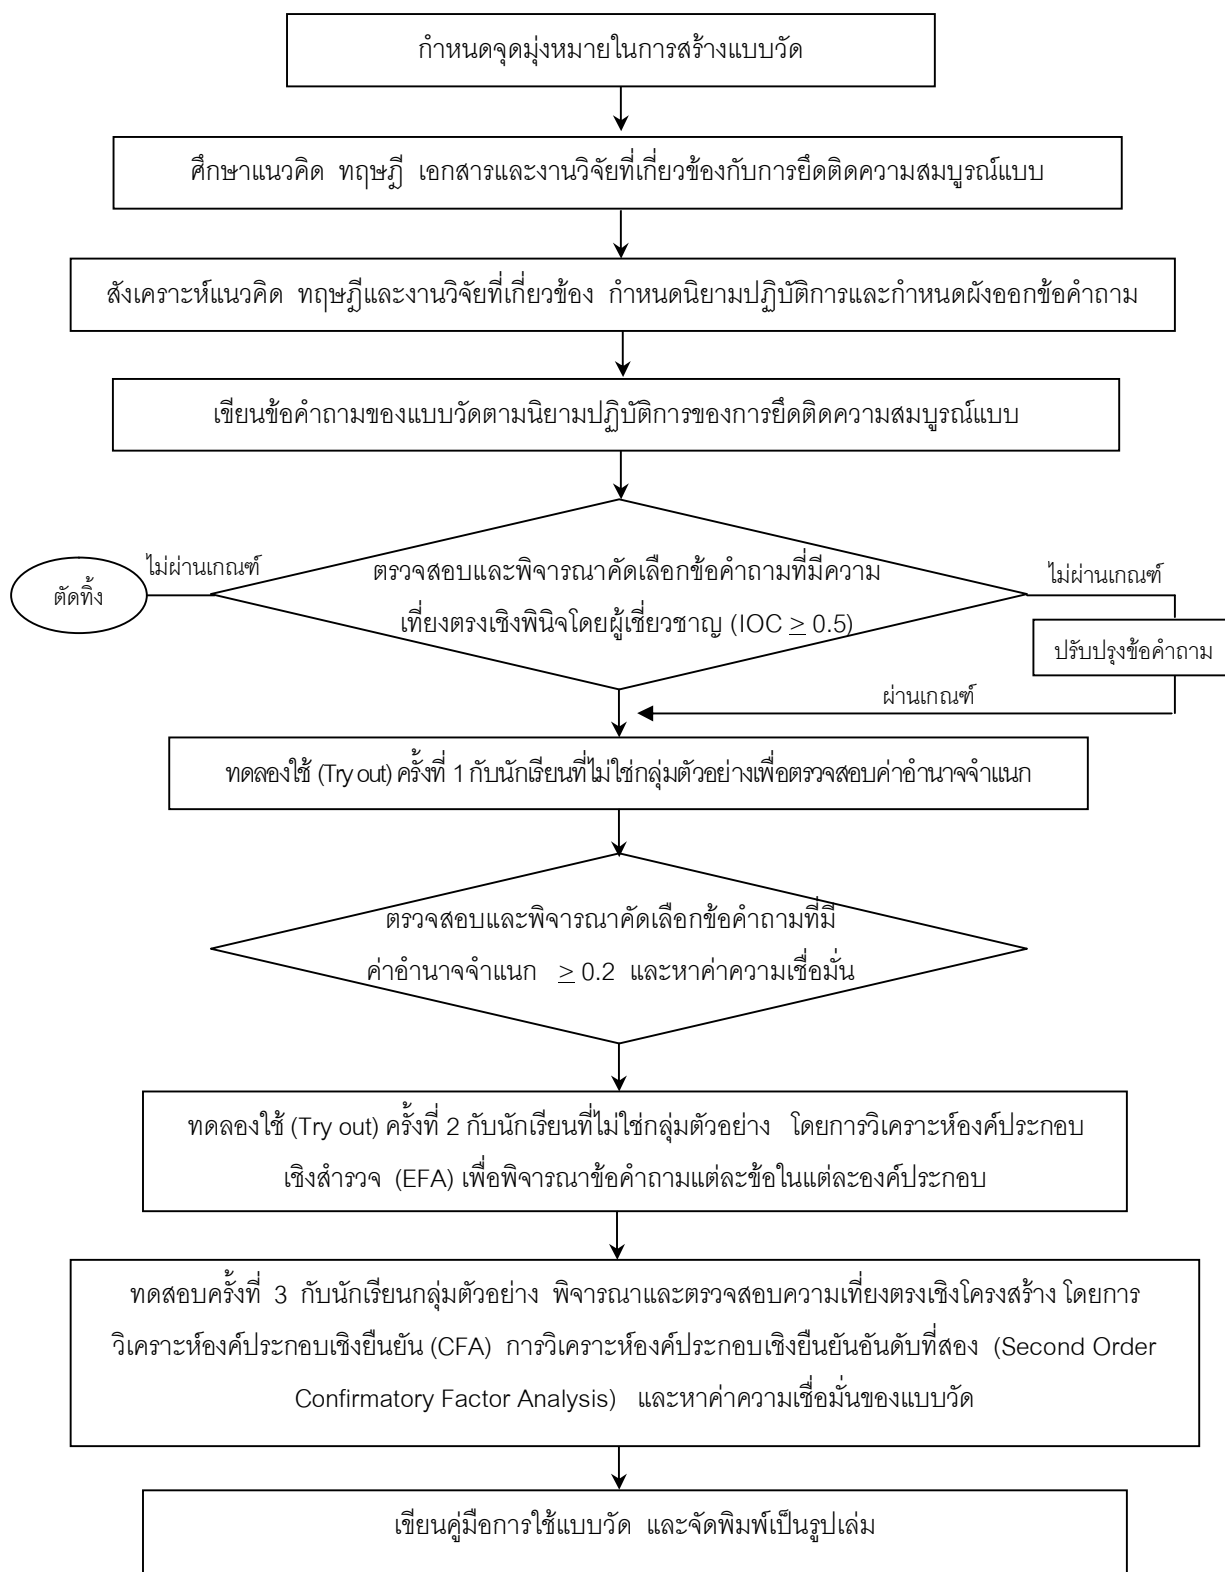 กำหนดจุดมุ่งหมายในการสร้างแบบวัด
ศึกษาแนวคิด ทฤษฎี เอกสารและงานวิจัยที่เกี่ยวข้องกับการยึดติดความสมบูรณ์แบบ
สังเคราะห์แนวคิด ทฤษฎีและงานวิจัยที่เกี่ยวข้อง กำหนดนิยามปฏิบัติการและกำหนดผังออกข้อคำถาม
เขียนข้อคำถามของแบบวัดตามนิยามปฏิบัติการของการยึดติดความสมบูรณ์แบบ
ไม่ผ่านเกณฑ์
ตัดทิ้ง
ตรวจสอบและพิจารณาคัดเลือกข้อคำถามที่มีความ
เที่ยงตรงเชิงพินิจโดยผู้เชี่ยวชาญ (IOC ≥ 0.5)
ไม่ผ่านเกณฑ์
ปรับปรุงข้อคำถาม
ผ่านเกณฑ์
ทดลองใช้ (Try out) ครั้งที่ 1 กับนักเรียนที่ไม่ใช่กลุ่มตัวอย่างเพื่อตรวจสอบค่าอำนาจจำแนก
ตรวจสอบและพิจารณาคัดเลือกข้อคำถามที่มี
ค่าอำนาจจำแนก ≥ 0.2 และหาค่าความเชื่อมั่น
ทดลองใช้ (Try out) ครั้งที่ 2 กับนักเรียนที่ไม่ใช่กลุ่มตัวอย่าง โดยการวิเคราะห์องค์ประกอบ
เชิงสำรวจ (EFA) เพื่อพิจารณาข้อคำถามแต่ละข้อในแต่ละองค์ประกอบ
ทดสอบครั้งที่ 3 กับนักเรียนกลุ่มตัวอย่าง พิจารณาและตรวจสอบความเที่ยงตรงเชิงโครงสร้าง โดยการ
วิเคราะห์องค์ประกอบเชิงยืนยัน (CFA) การวิเคราะห์องค์ประกอบเชิงยืนยันอันดับที่สอง (Second Order
Confirmatory Factor Analysis) และหาค่าความเชื่อมั่นของแบบวัด
เขียนคู่มือการใช้แบบวัด และจัดพิมพ์เป็นรูปเล่ม